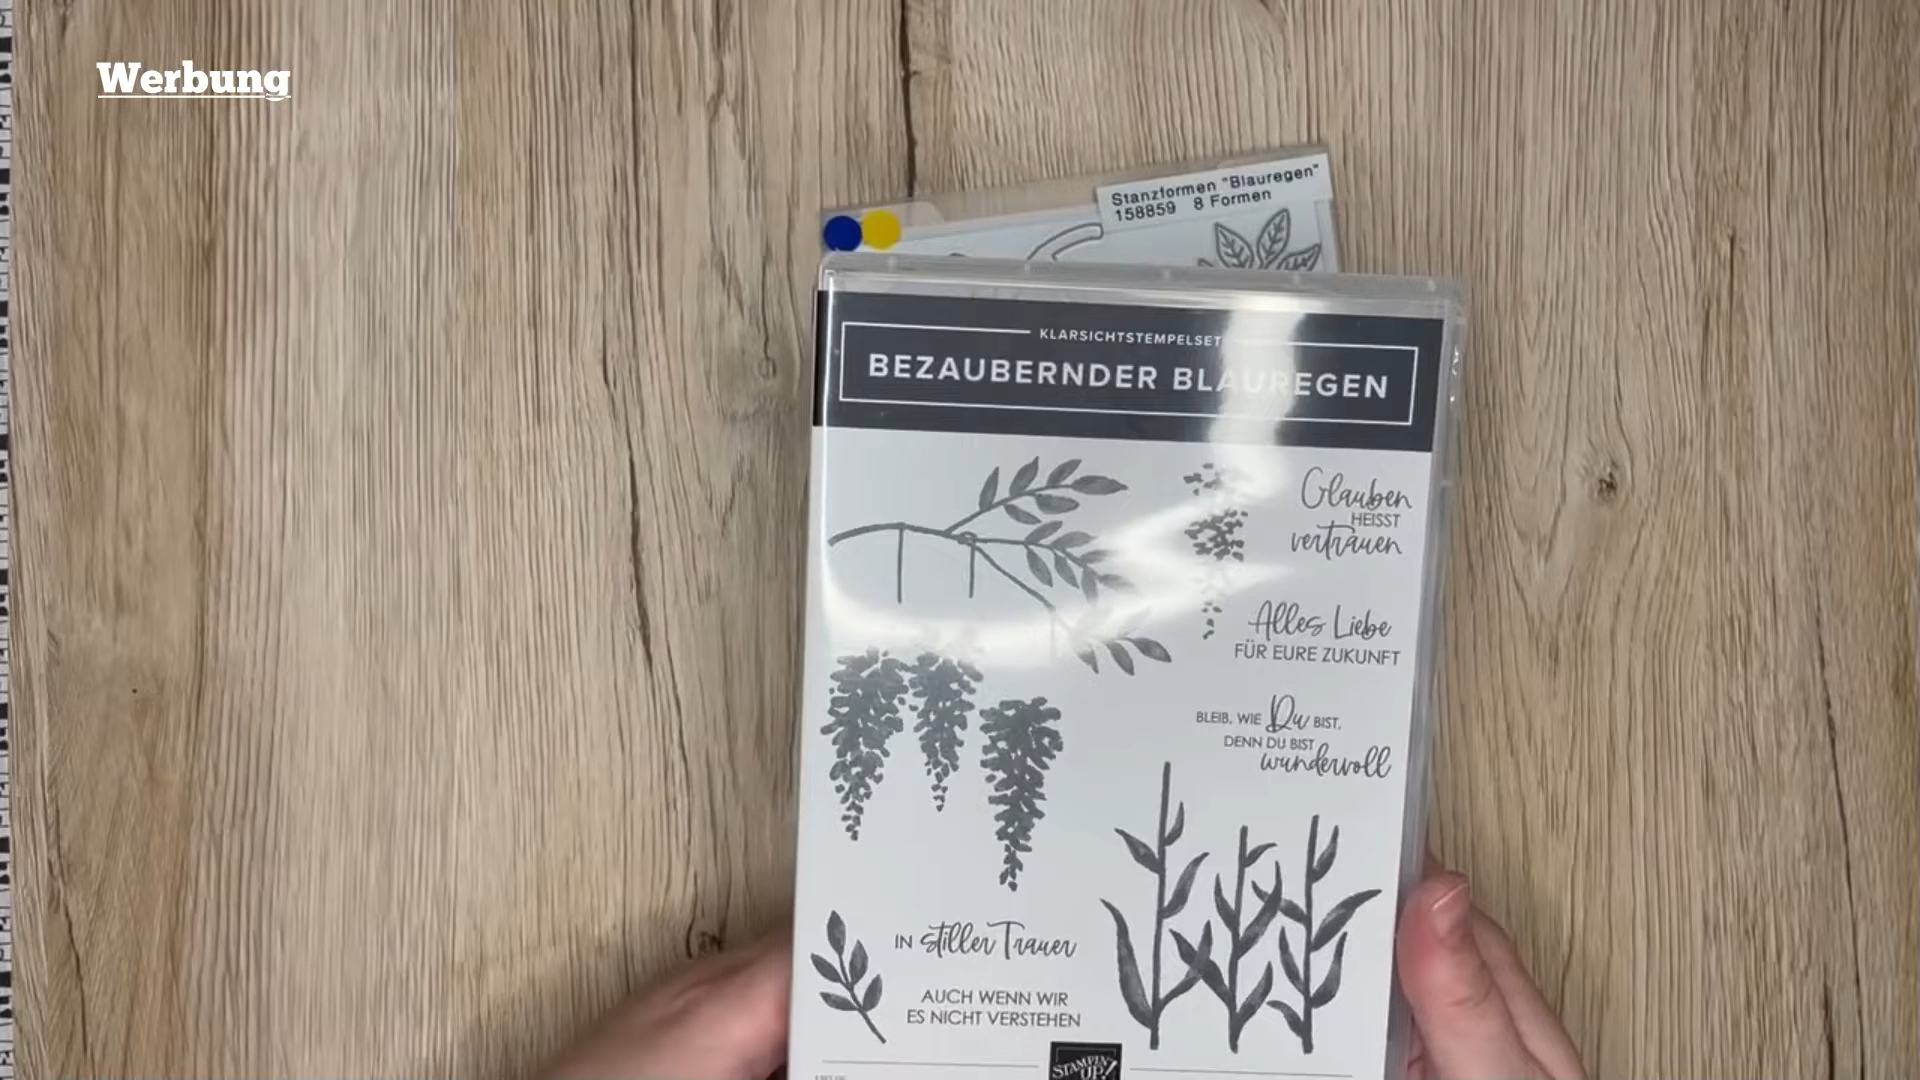 Werbung
Stanzformen "Blauregen"
158859 8 Formen
KLARSICHTSTEMPELSET
BEZAUBERNDER BLAUREGEN
Glauben
HEISST
vertrauen
Alles Liebe
FÜR EURE ZUKUNFT
BLEIB, WIE Du BIST,
DENN DU BIST
wundervoll
IN stiller Trauer
AUCH WENN WIR
ES NICHT VERSTEHEN
STAMPIN'
UP!